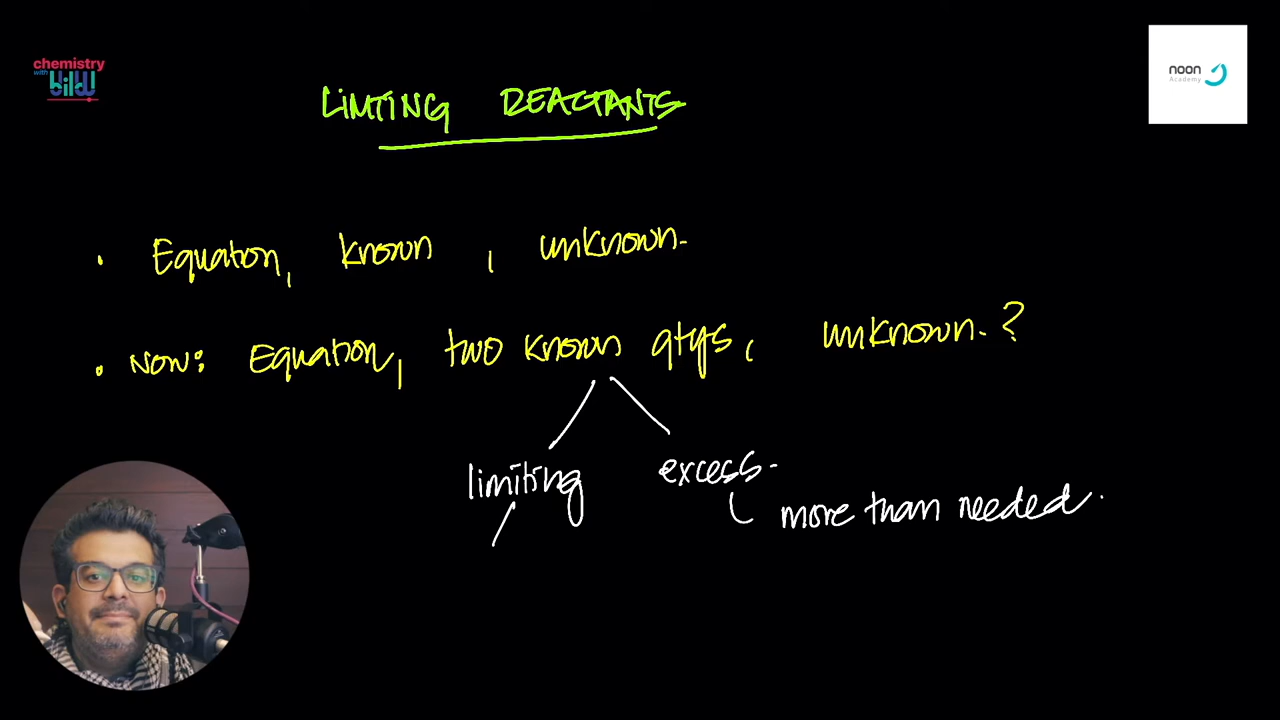 chemistry
with bilal
noon
Academy
LIMITING REACTANTS
• Equation, known, unknown.
• Now: Equation, two known qtys, unknown.?
limiting excess.
more than needed.